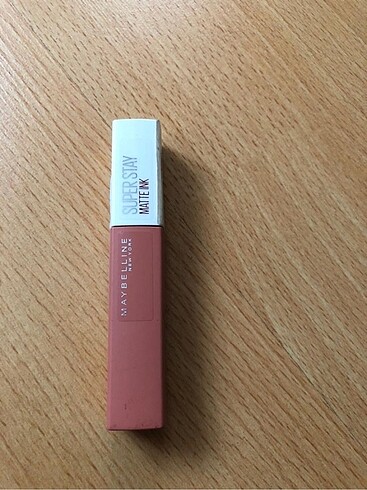 SUPER STAY
MATTE INK
MAYBELLINE
NEW YORK